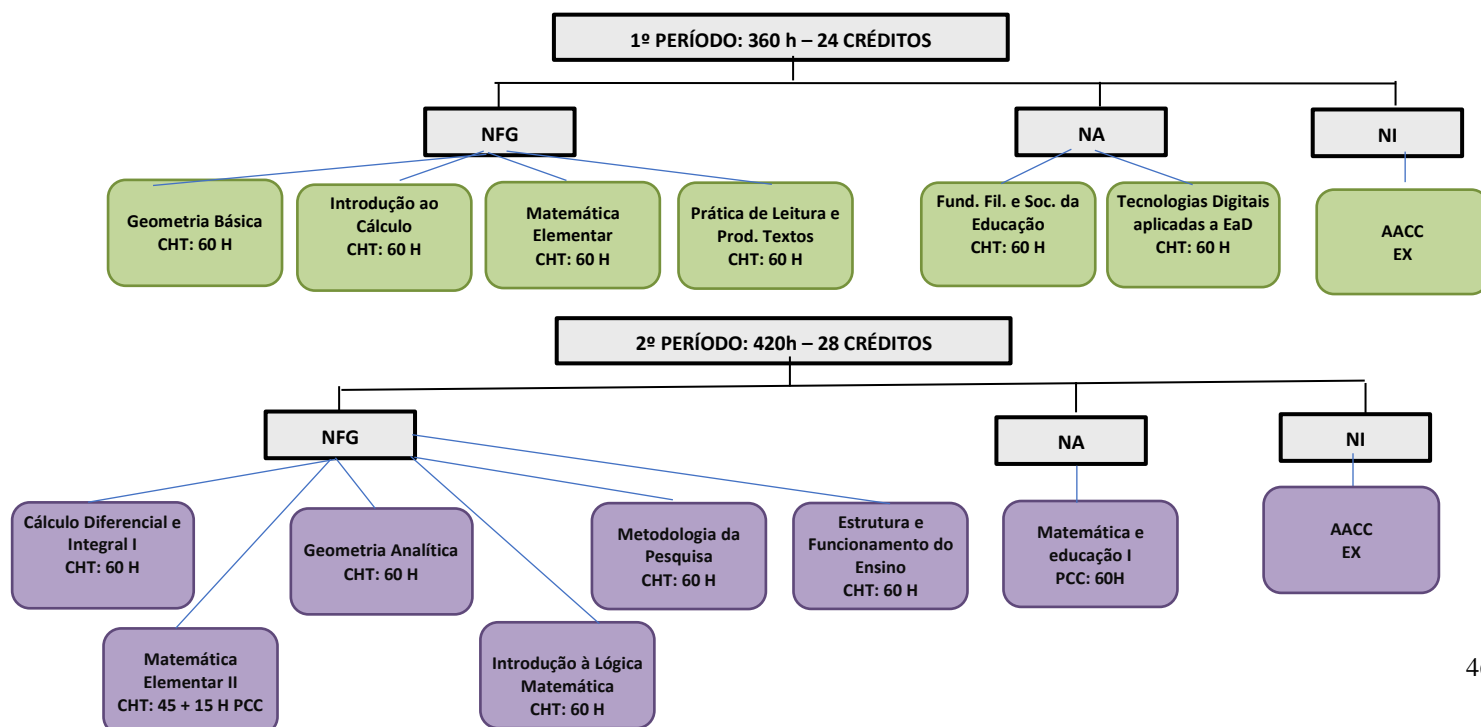 1º PERÍODO: 360 h – 24 CRÉDITOS
NFG
NA
NI
Geometria Básica
CHT: 60 H
Introdução ao
Cálculo
CHT: 60 H
Matemática
Elementar
CHT: 60 H
Prática de Leitura e
Prod. Textos
CHT: 60 H
Fund. Fil. e Soc. da
Educação
CHT: 60 H
Tecnologias Digitais
aplicadas a EaD
CHT: 60 H
AACC
EX
2º PERÍODO: 420h – 28 CRÉDITOS
NFG
NA
NI
Cálculo Diferencial e
Integral I
CHT: 60 H
Geometria Analítica
CHT: 60 H
Metodologia da
Pesquisa
CHT: 60 H
Estrutura e
Funcionamento do
Ensino
CHT: 60 H
Matemática e
educação I
PCC: 60H
AACC
EX
Matemática
Elementar II
CHT: 45 + 15 H PCC
Introdução à Lógica
Matemática
CHT: 60 H